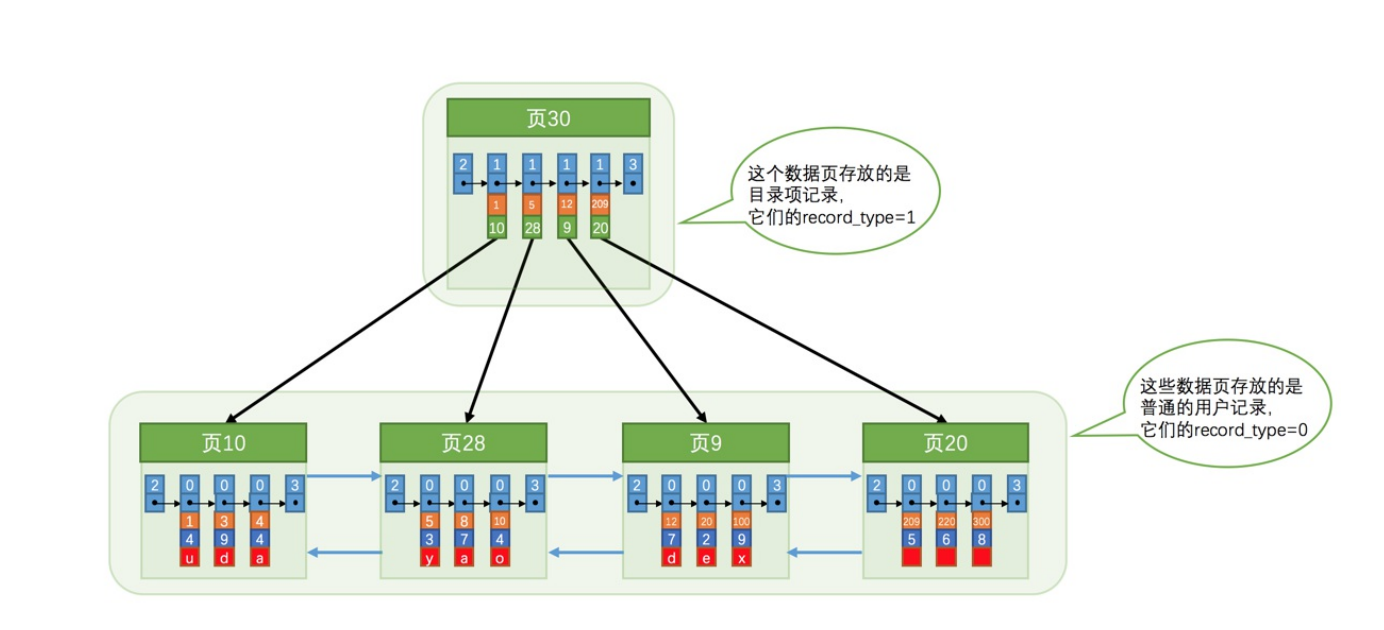 页30
2 1 1 1 1 3
1 5 12 209
10 28 9 20
这个数据页存放的是
目录项记录,
它们的record_type=1
这些数据页存放的是
普通的用户记录,
它们的record_type=0
页10
2 0 0 0 3
1 3 4
4 9 4
u d a
页28
2 0 0 0 3
5 8 10
3 7 4
y a o
页9
2 0 0 0 3
12 20 100
7 2 9
d e x
页20
2 0 0 0 3
209 220 300
5 6 8